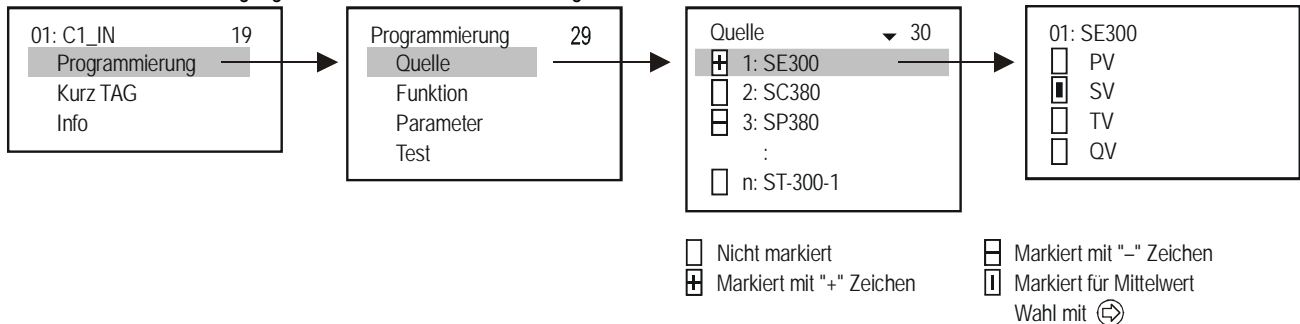 01: C1_IN 19
Programmierung
Kurz TAG
Info
Programmierung 29
Quelle
Funktion
Parameter
Test
Quelle 30
1: SE300
2: SC380
3: SP380
:
n: ST-300-1
01: SE300
PV
SV
TV
QV
Nicht markiert
Markiert mit "+" Zeichen
Markiert mit "–" Zeichen
Markiert für Mittelwert
Wahl mit